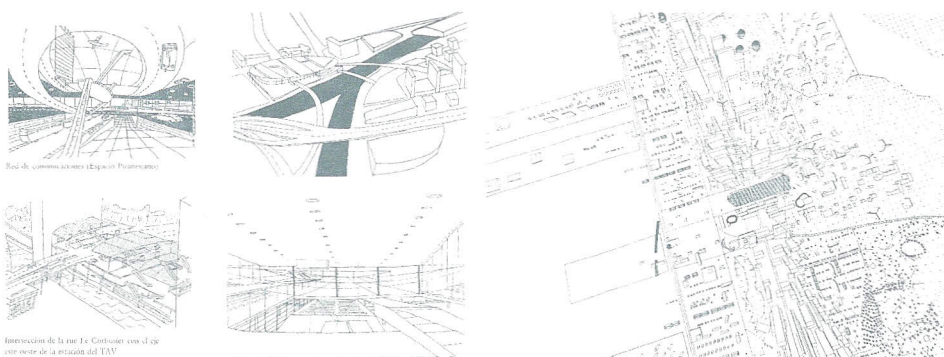 Red de comunicaciones (Espacio Piranesiano)
Intersección de la rue Le Corbusier con el eje
este oeste de la estación del TAV